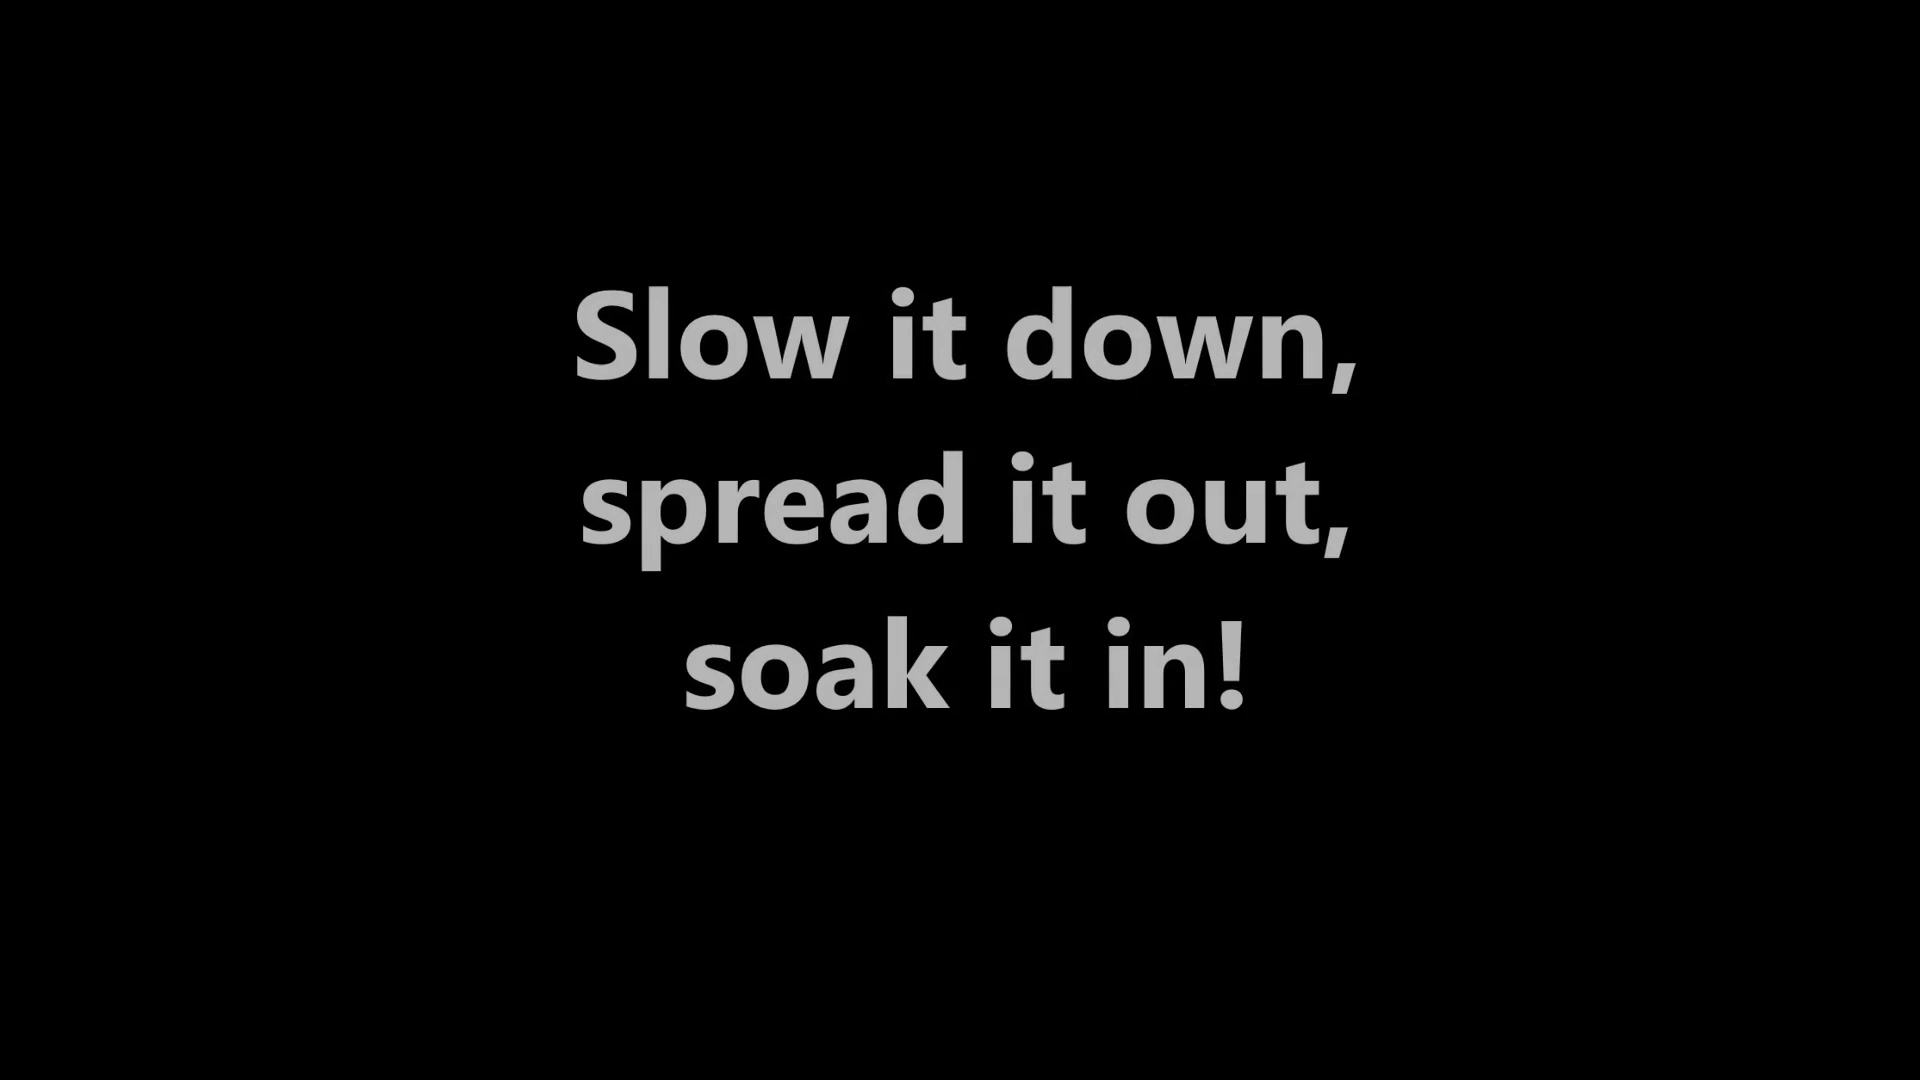 Slow it down,
spread it out,
soak it in!